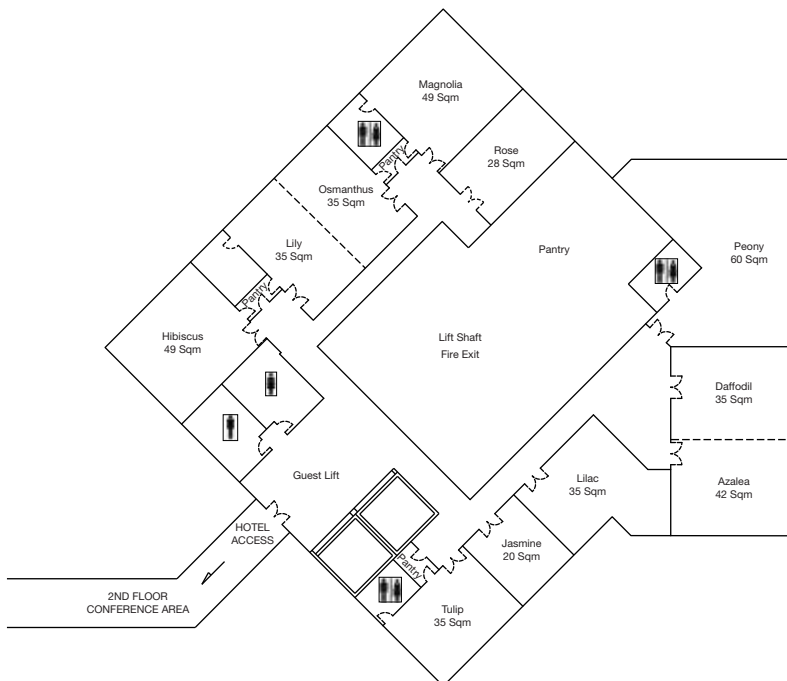 Magnolia
49 Sqm
Rose
28 Sqm
Pantry
Osmanthus
35 Sqm
Pantry
Peony
60 Sqm
Lily
35 Sqm
Pantry
Hibiscus
49 Sqm
Lift Shaft
Fire Exit
Daffodil
35 Sqm
Guest Lift
Lilac
35 Sqm
Azalea
42 Sqm
HOTEL
ACCESS
Jasmine
20 Sqm
Pantry
2ND FLOOR
CONFERENCE AREA
Tulip
35 Sqm